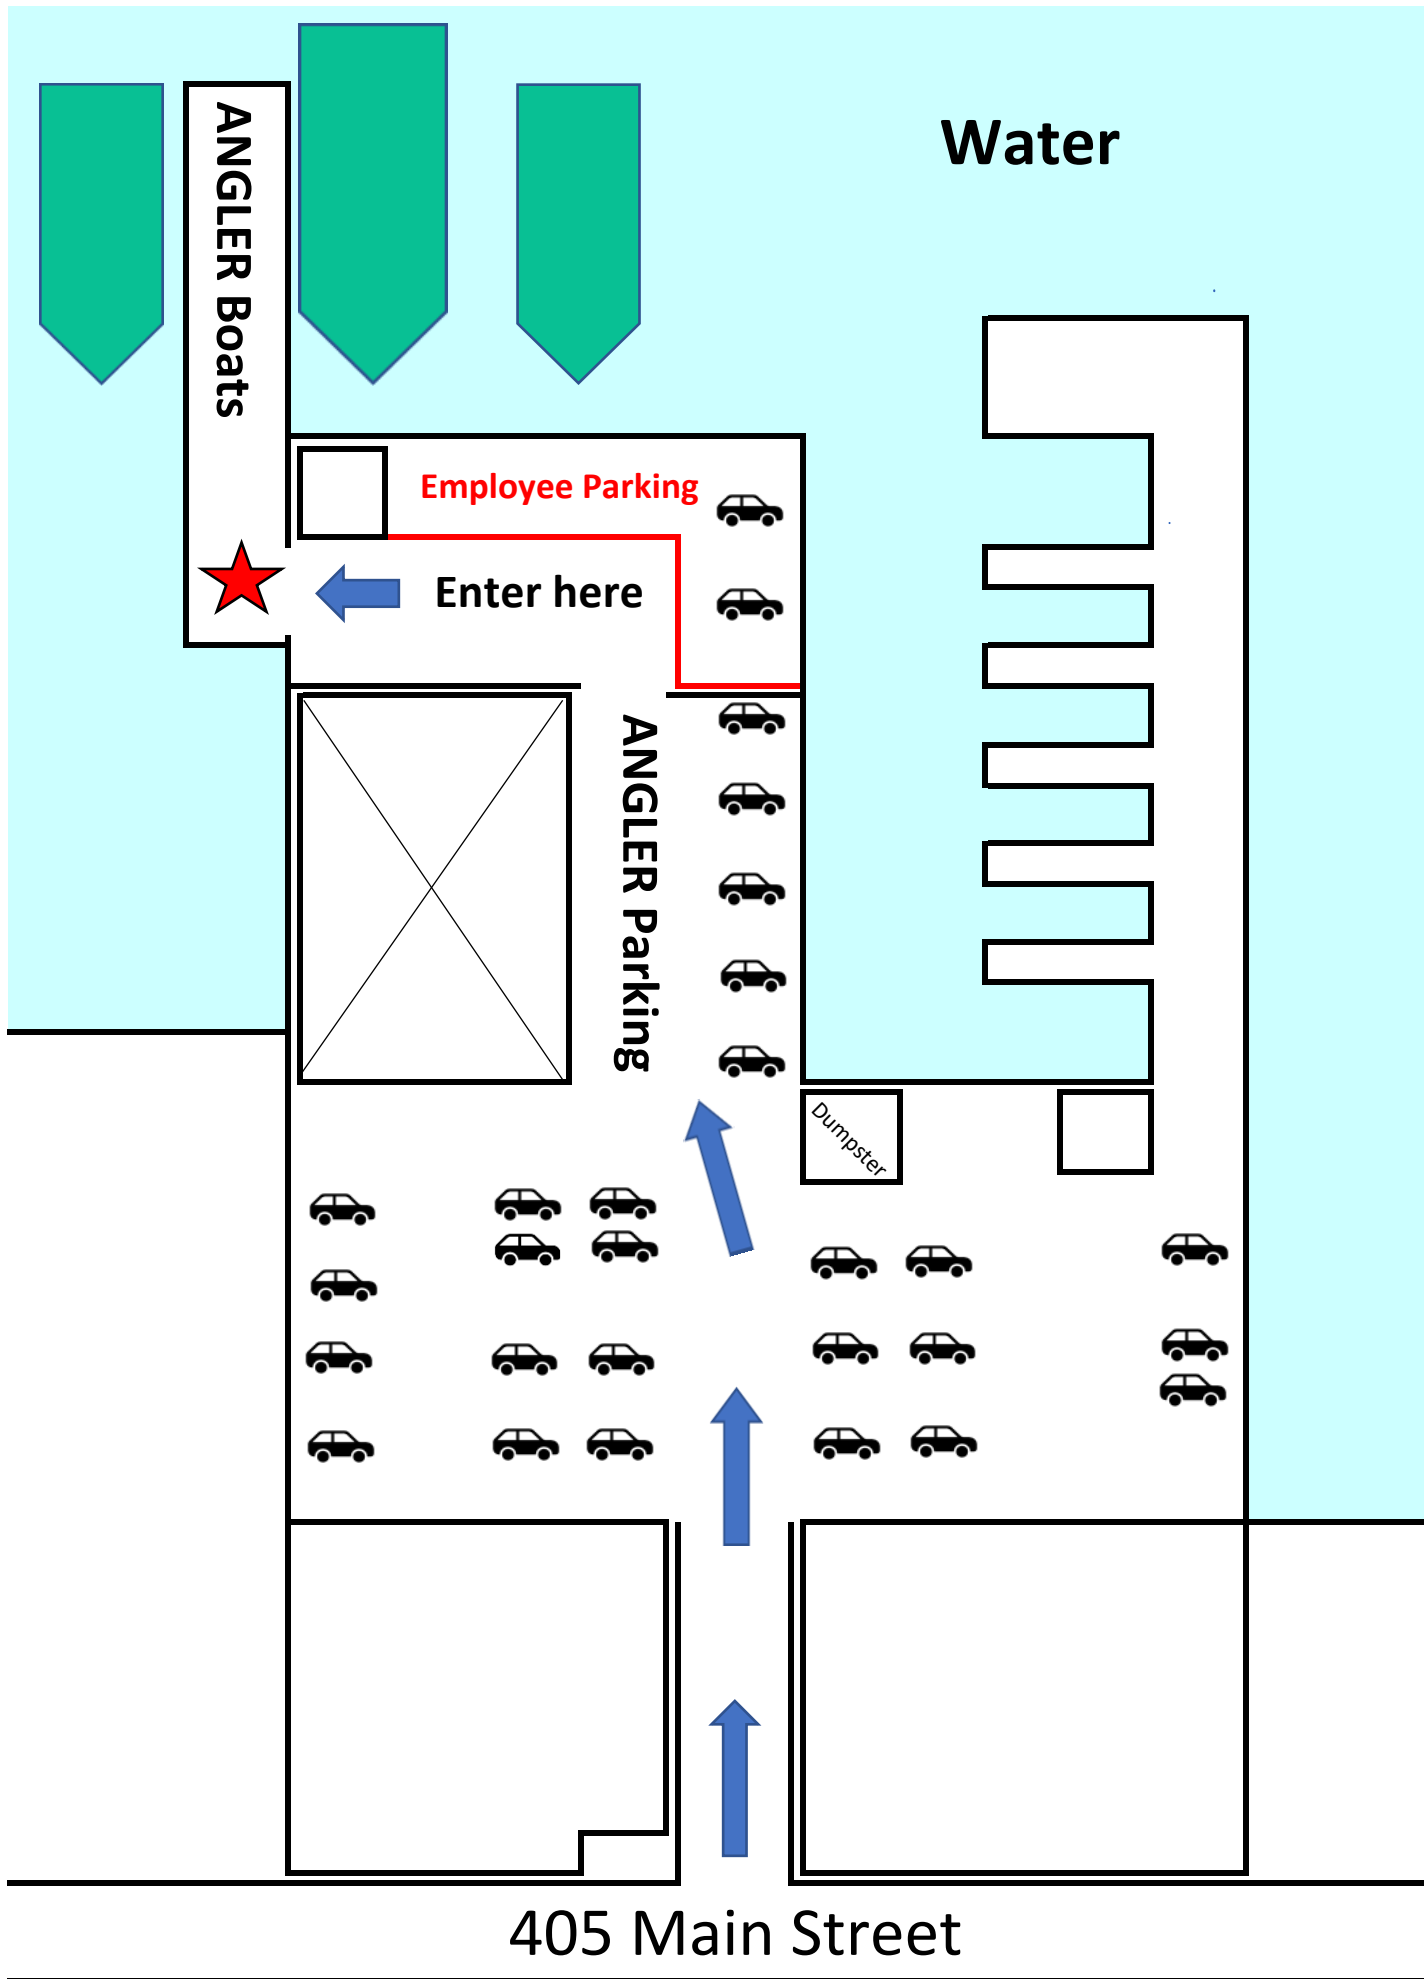 Water
ANGLER Boats
Employee Parking
Enter here
ANGLER Parking
Dumpster
405 Main Street